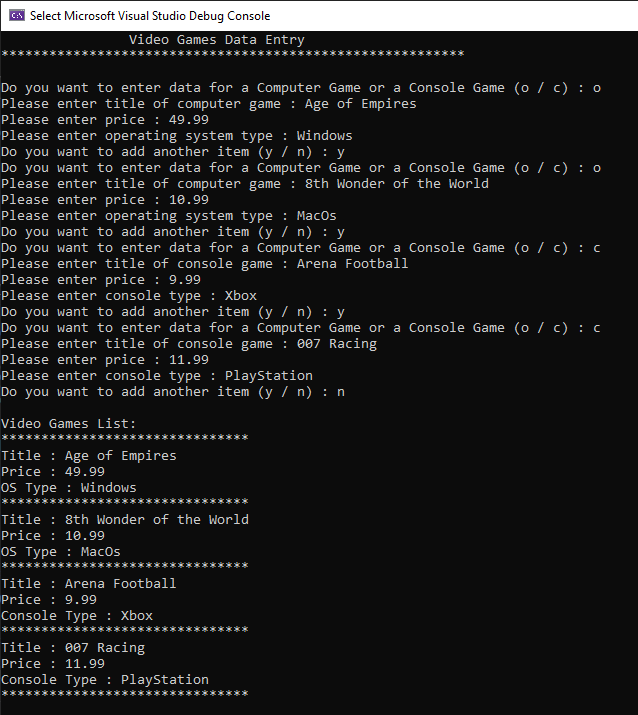 C:\ Select Microsoft Visual Studio Debug Console
Video Games Data Entry
**********************************************************
Do you want to enter data for a Computer Game or a Console Game (o / c) : o
Please enter title of computer game : Age of Empires
Please enter price : 49.99
Please enter operating system type : Windows
Do you want to add another item (y / n) : y
Do you want to enter data for a Computer Game or a Console Game (o / c) : o
Please enter title of computer game : 8th Wonder of the World
Please enter price : 10.99
Please enter operating system type : MacOs
Do you want to add another item (y / n) : y
Do you want to enter data for a Computer Game or a Console Game (o / c) : c
Please enter title of console game : Arena Football
Please enter price : 9.99
Please enter console type : Xbox
Do you want to add another item (y / n) : y
Do you want to enter data for a Computer Game or a Console Game (o / c) : c
Please enter title of console game : 007 Racing
Please enter price : 11.99
Please enter console type : PlayStation
Do you want to add another item (y / n) : n
Video Games List:
*******************************
Title : Age of Empires
Price : 49.99
OS Type : Windows
*******************************
Title : 8th Wonder of the World
Price : 10.99
OS Type : MacOs
*******************************
Title : Arena Football
Price : 9.99
Console Type : Xbox
*******************************
Title : 007 Racing
Price : 11.99
Console Type : PlayStation
*******************************